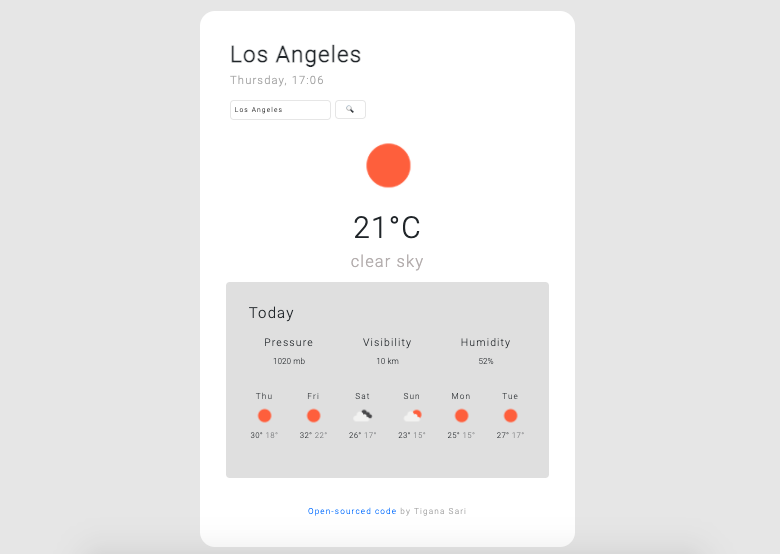 Los Angeles
Thursday, 17:06
Los Angeles
21°C
clear sky
Today
Pressure Visibility Humidity
1020 mb 10 km 52%
Thu Fri Sat Sun Mon Tue
30° 18° 32° 22° 26° 17° 23° 15° 25° 15° 27° 17°
Open-sourced code by Tigana Sari